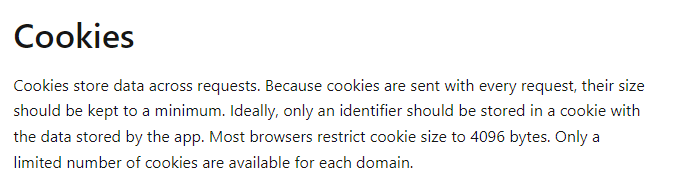 Cookies
Cookies store data across requests. Because cookies are sent with every request, their size
should be kept to a minimum. Ideally, only an identifier should be stored in a cookie with
the data stored by the app. Most browsers restrict cookie size to 4096 bytes. Only a
limited number of cookies are available for each domain.